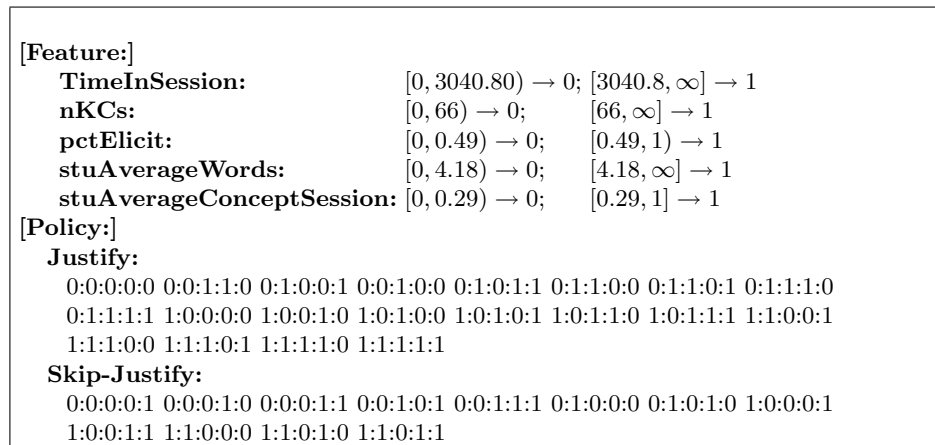 [Feature:]
TimeInSession: [0, 3040.80) → 0; [3040.8, ∞] → 1
nKCs: [0, 66) → 0; [66, ∞] → 1
pctElicit: [0, 0.49) → 0; [0.49, 1) → 1
stuAverageWords: [0, 4.18) → 0; [4.18, ∞] → 1
stuAverageConceptSession: [0, 0.29) → 0; [0.29, 1] → 1
[Policy:]
Justify:
0:0:0:0:0 0:0:1:1:0 0:1:0:0:1 0:0:1:0:0 0:1:0:1:1 0:1:1:0:0 0:1:1:0:1 0:1:1:1:0
0:1:1:1:1 1:0:0:0:0 1:0:0:1:0 1:0:1:0:0 1:0:1:0:1 1:0:1:1:0 1:0:1:1:1 1:1:0:0:1
1:1:1:0:0 1:1:1:0:1 1:1:1:1:0 1:1:1:1:1
Skip-Justify:
0:0:0:0:1 0:0:0:1:0 0:0:0:1:1 0:0:1:0:1 0:0:1:1:1 0:1:0:0:0 0:1:0:1:0 1:0:0:0:1
1:0:0:1:1 1:1:0:0:0 1:1:0:1:0 1:1:0:1:1